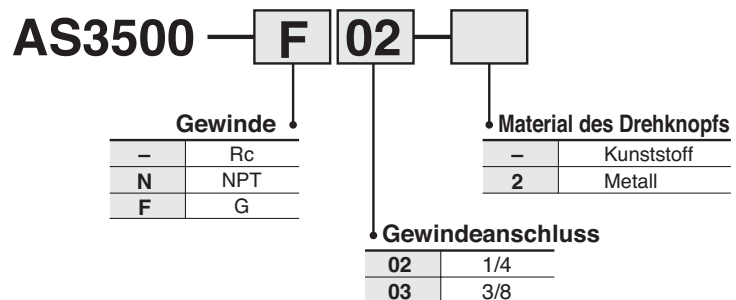 AS3500 — F 02 —
Gewinde
– Rc
N NPT
F G
Material des Drehknopfs
– Kunststoff
2 Metall
Gewindeanschluss
02 1/4
03 3/8